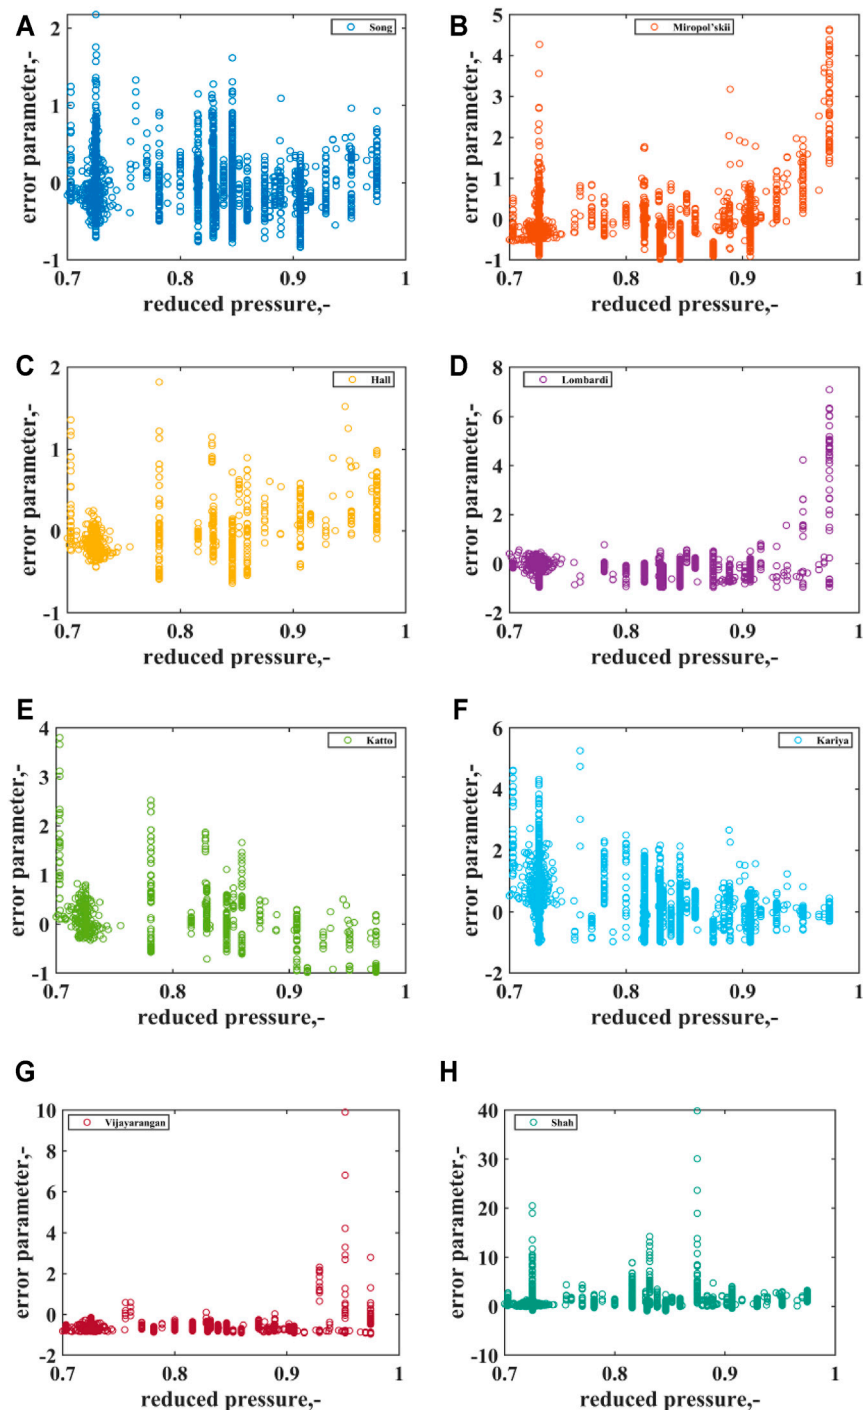 A
B
2
1
0
-1
error parameter,-
Song
0.7
0.8
0.9
1
reduced pressure,-
5
4
3
2
1
0
-1
error parameter,-
Miropol'skii
0.7
0.8
0.9
1
reduced pressure,-
C
D
2
1
0
-1
error parameter,-
Hall
0.7
0.8
0.9
1
reduced pressure,-
8
6
4
2
0
-2
error parameter,-
Lombardi
0.7
0.8
0.9
1
reduced pressure,-
E
F
4
3
2
1
0
-1
error parameter,-
Katto
0.7
0.8
0.9
1
reduced pressure,-
6
4
2
0
-2
error parameter,-
Kariya
0.7
0.8
0.9
1
reduced pressure,-
G
H
10
8
6
4
2
0
-2
error parameter,-
Vijayarangan
0.7
0.8
0.9
1
reduced pressure,-
40
30
20
10
0
-10
error parameter,-
Shah
0.7
0.8
0.9
1
reduced pressure,-